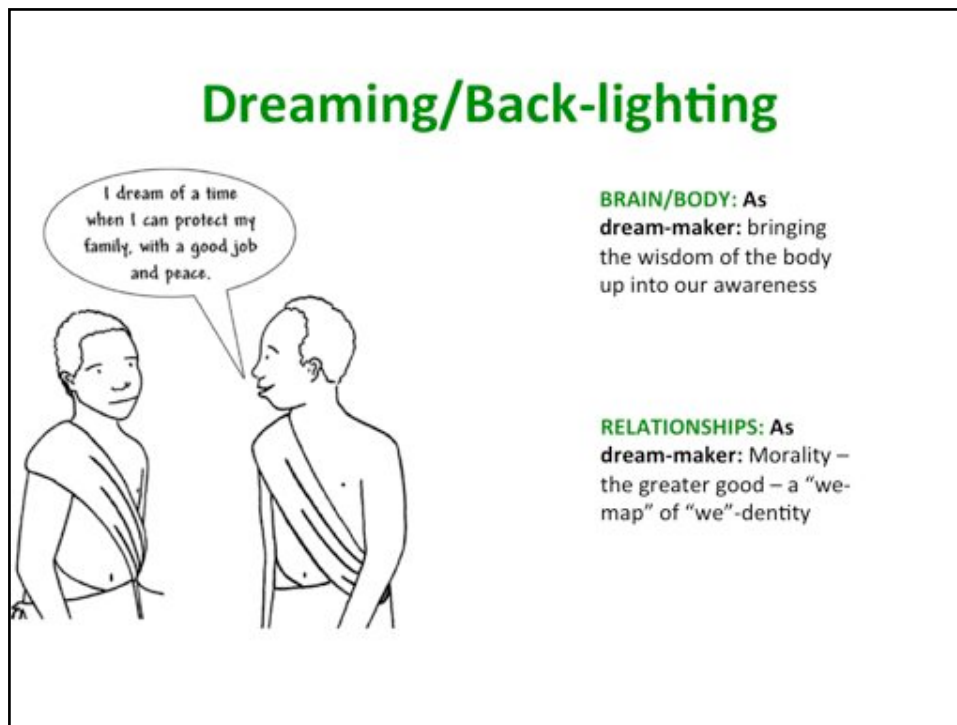 Dreaming/Back-lighting
I dream of a time
when I can protect my
family, with a good job
and peace.
BRAIN/BODY: As
dream-maker: bringing
the wisdom of the body
up into our awareness
RELATIONSHIPS: As
dream-maker: Morality –
the greater good – a “we-
map” of “we”-dentity